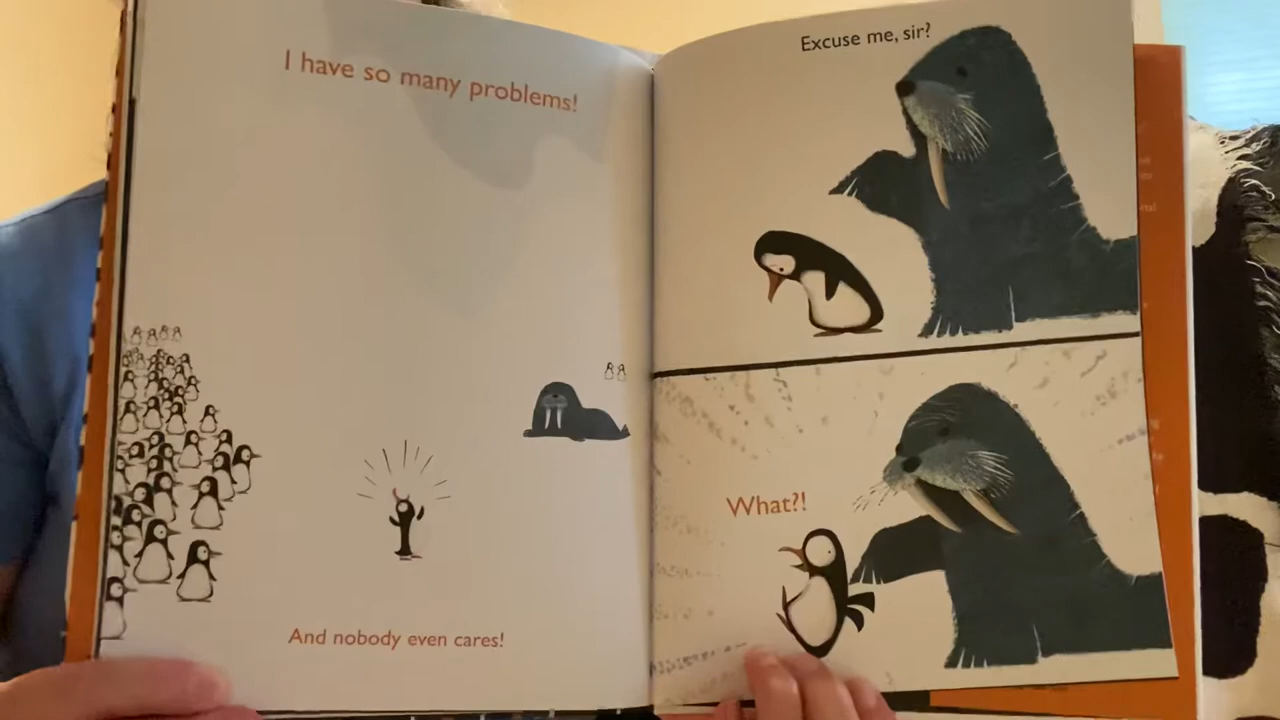 I have so many problems!
And nobody even cares!
Excuse me, sir?
What?!